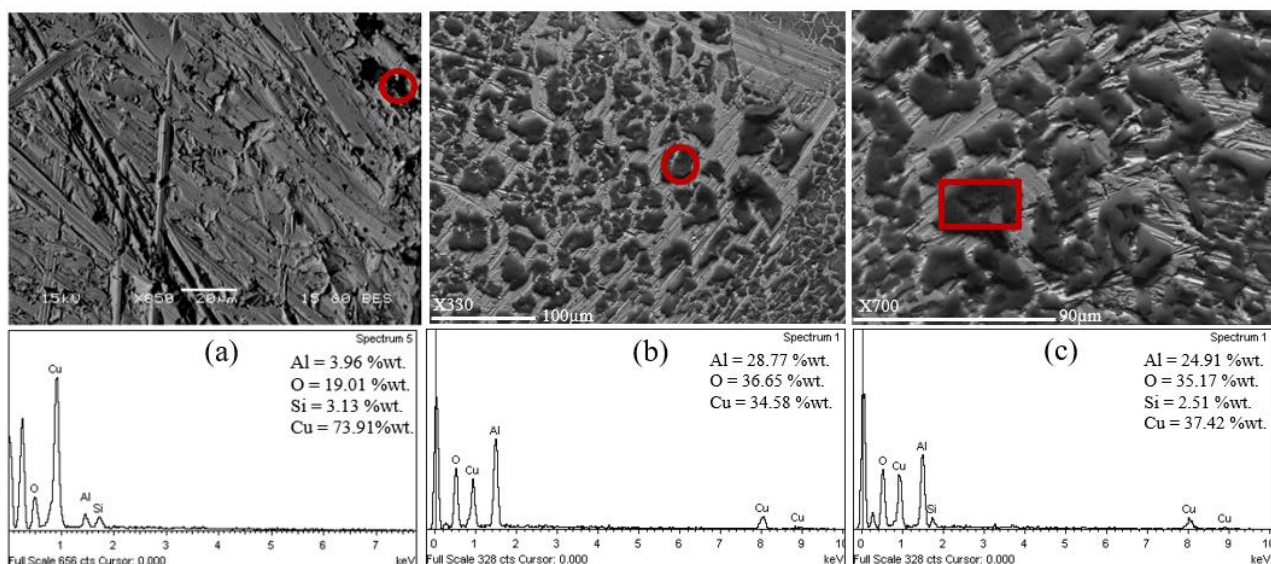 15kU X850 20μm 15 60 BES
X330 100μm
X700 90μm
Spectrum 5
(a)
Al = 3.96 %wt.
O = 19.01 %wt.
Si = 3.13 %wt.
Cu = 73.91%wt.
Cu
O
Al
Si
1 2 3 4 5 6 7
Full Scale 656 cts Cursor: 0.000 keV
Spectrum 1
(b)
Al = 28.77 %wt.
O = 36.65 %wt.
Cu = 34.58 %wt.
Al
O
Cu
Cu
Cu
0 1 2 3 4 5 6 7 8 9 10
Full Scale 328 cts Cursor: 0.000 keV
Spectrum 1
(c)
Al = 24.91 %wt.
O = 35.17 %wt.
Si = 2.51 %wt.
Cu = 37.42 %wt.
Al
O
Cu
Si
Cu
Cu
0 1 2 3 4 5 6 7 8 9 10
Full Scale 328 cts Cursor: 0.000 keV